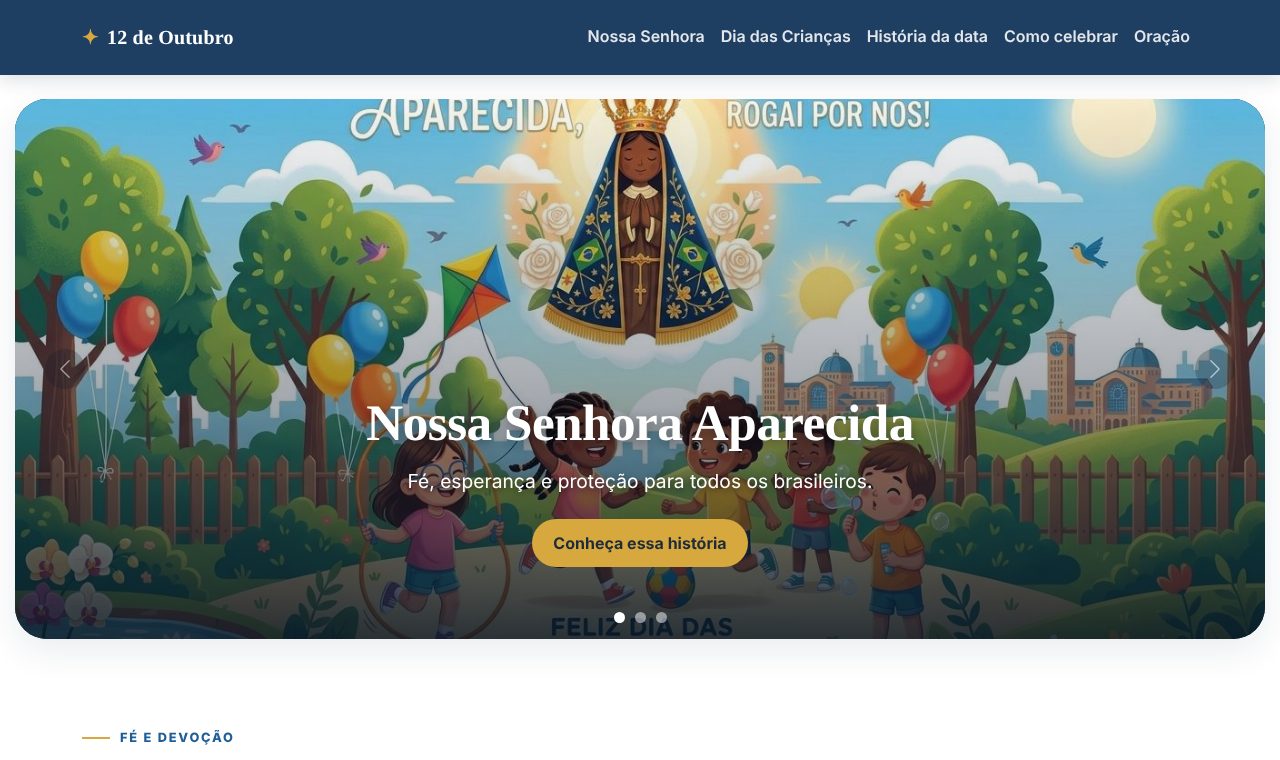 12 de Outubro
Nossa Senhora Dia das Crianças História da data Como celebrar Oração
APARECIDA, ROGAI POR NÓS!
Nossa Senhora Aparecida
Fé, esperança e proteção para todos os brasileiros.
Conheça essa história
FELIZ DIA DAS
FÉ E DEVOÇÃO